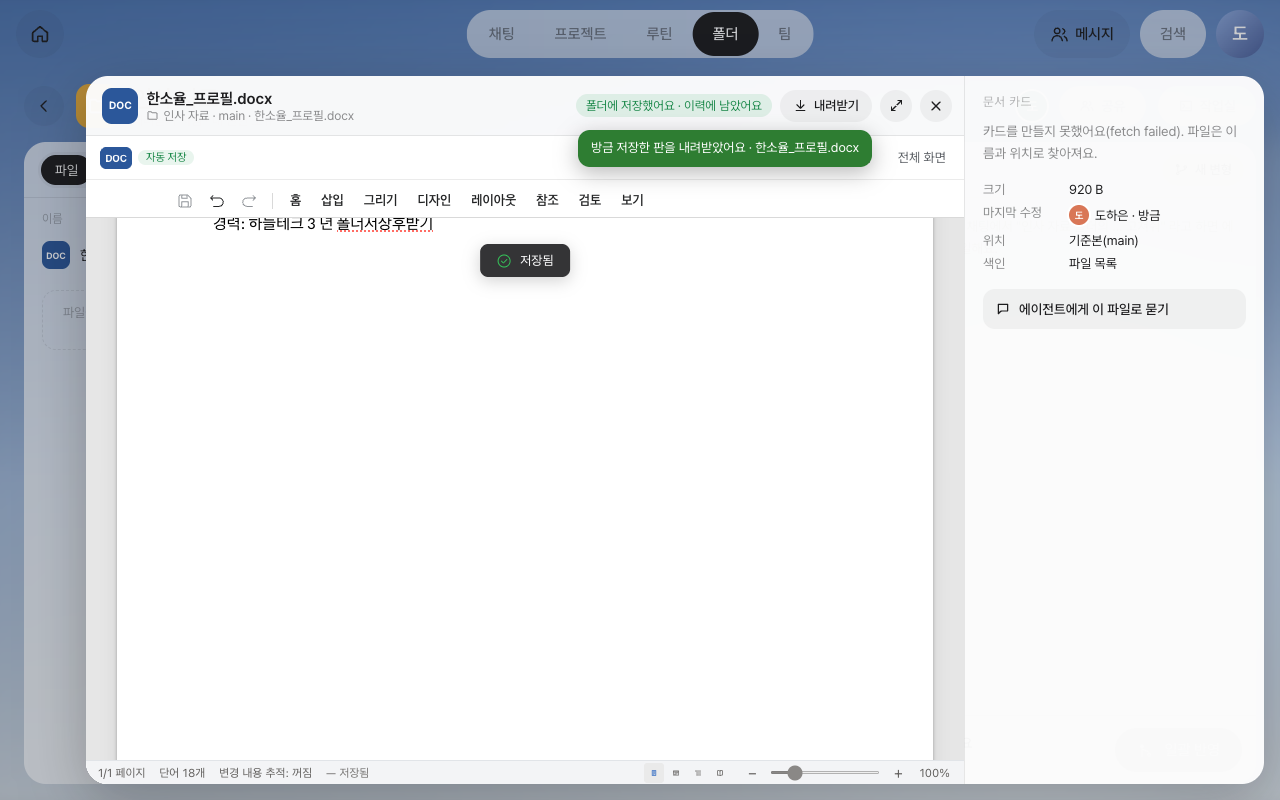 채팅 프로젝트 루틴 폴더 팀
메시지 검색 도
DOC 한소율_프로필.docx
인사 자료 · main · 한소율_프로필.docx
폴더에 저장했어요 · 이력에 남았어요
내려받기
DOC 자동 저장
방금 저장한 판을 내려받았어요 · 한소율_프로필.docx
전체 화면
홈 삽입 그리기 디자인 레이아웃 참조 검토 보기
경력: 하늘테크 3 년 폴더저장후받기
저장됨
1/1 페이지 단어 18개 변경 내용 추적: 꺼짐 — 저장됨
100%
문서 카드
카드를 만들지 못했어요(fetch failed). 파일은 이
름과 위치로 찾아져요.
크기 920 B
마지막 수정 도 도하은 · 방금
위치 기준본(main)
색인 파일 목록
에이전트에게 이 파일로 묻기
파일
이름
DOC
파일